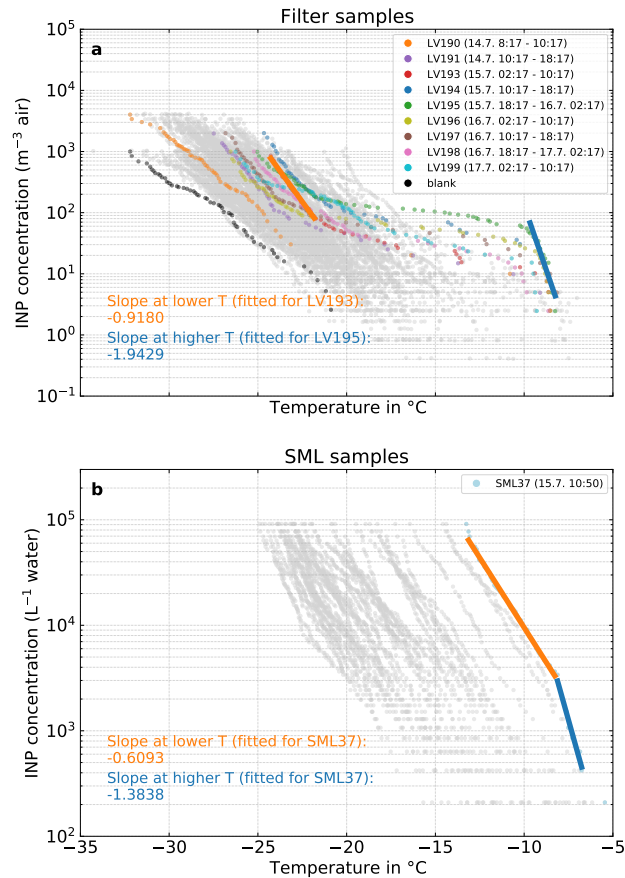 Filter samples
a
10⁵
10⁴
10³
10²
10¹
10⁰
10⁻¹
INP concentration (m⁻³ air)
LV190 (14.7. 8:17 - 10:17)
LV191 (14.7. 10:17 - 18:17)
LV193 (15.7. 02:17 - 10:17)
LV194 (15.7. 10:17 - 18:17)
LV195 (15.7. 18:17 - 16.7. 02:17)
LV196 (16.7. 02:17 - 10:17)
LV197 (16.7. 10:17 - 18:17)
LV198 (16.7. 18:17 - 17.7. 02:17)
LV199 (17.7. 02:17 - 10:17)
blank
Slope at lower T (fitted for LV193):
-0.9180
Slope at higher T (fitted for LV195):
-1.9429
Temperature in °C
SML samples
b
SML37 (15.7. 10:50)
10⁵
10⁴
10³
10²
INP concentration (L⁻¹ water)
Slope at lower T (fitted for SML37):
-0.6093
Slope at higher T (fitted for SML37):
-1.3838
−35 −30 −25 −20 −15 −10 −5
Temperature in °C